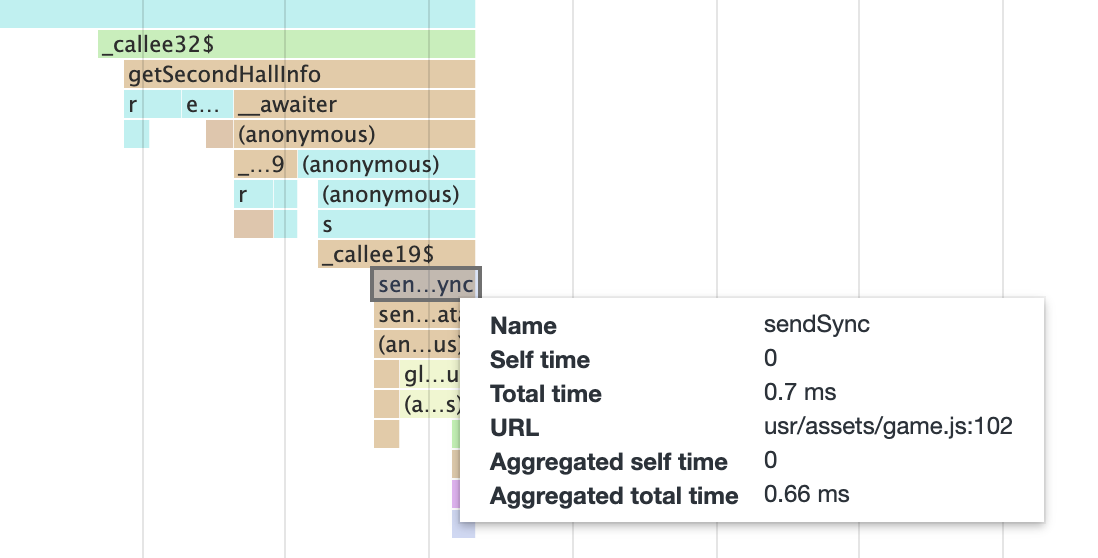 _callee32$
getSecondHallInfo
r e... __awaiter
(anonymous)
_...9 (anonymous)
r (anonymous)
s
_callee19$
sen...ync
sen...ata
(an...us)
gl...u
(a...s)
Name sendSync
Self time 0
Total time 0.7 ms
URL usr/assets/game.js:102
Aggregated self time 0
Aggregated total time 0.66 ms